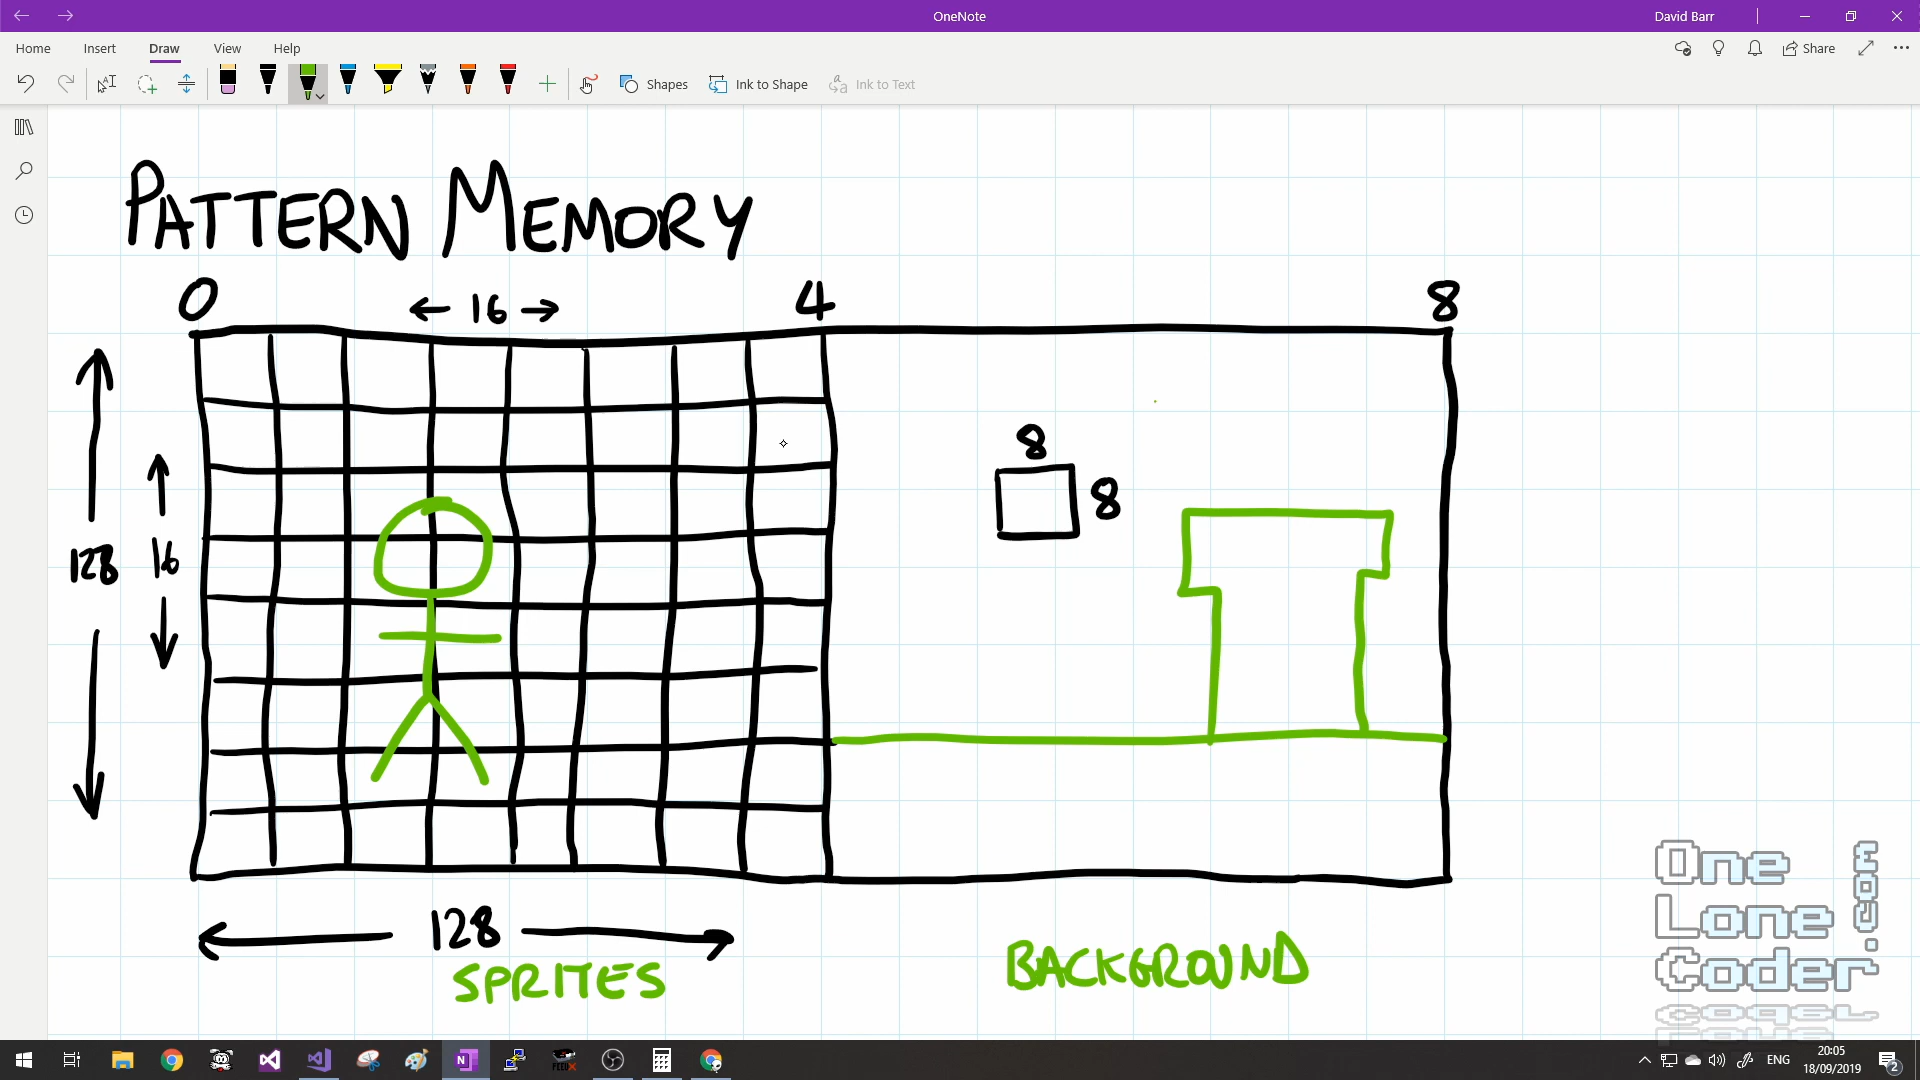 OneNote
David Barr
Home Insert Draw View Help
Share
Shapes
Ink to Shape
Ink to Text
PATTERN MEMORY
0 ← 16 → 4 8
8
8
128 16
128
SPRITES
BACKGROUND
One
Lone
Coder
.com
ENG
20:05
18/09/2019
2